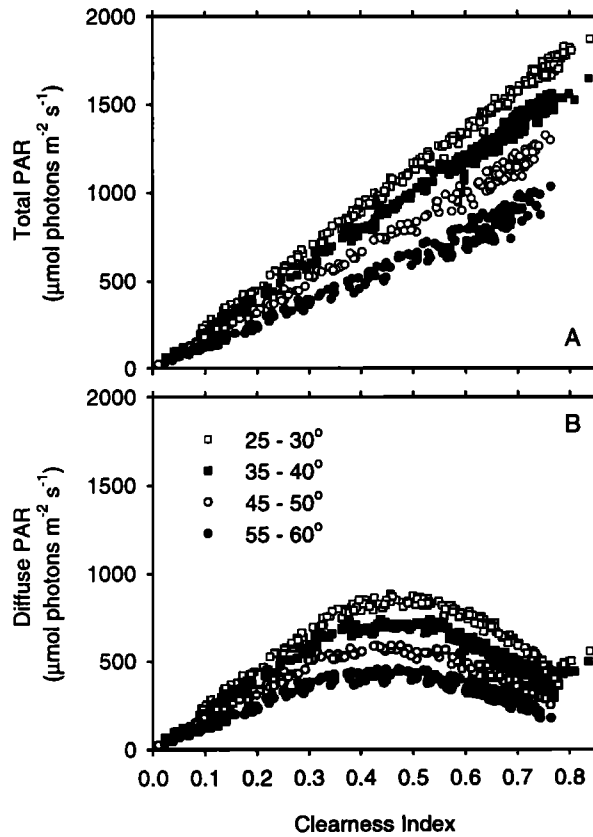 2000
1500
1000
500
0
Total PAR
(μmol photons m⁻² s⁻¹)
A
2000
1500
1000
500
0
Diffuse PAR
(μmol photons m⁻² s⁻¹)
B
25 - 30°
35 - 40°
45 - 50°
55 - 60°
0.0 0.1 0.2 0.3 0.4 0.5 0.6 0.7 0.8
Clearness Index